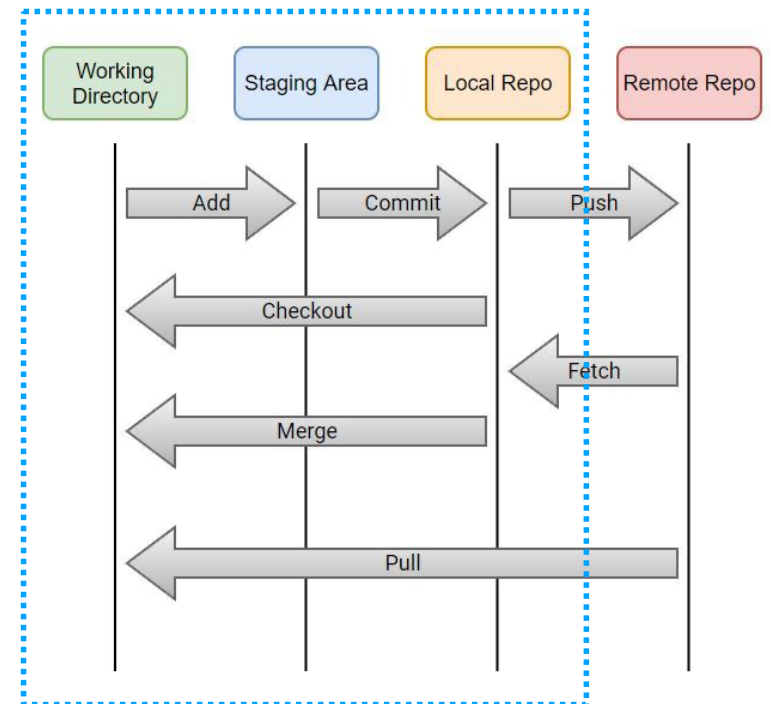 Working
Directory
Staging Area
Local Repo
Remote Repo
Add
Commit
Push
Checkout
Fetch
Merge
Pull